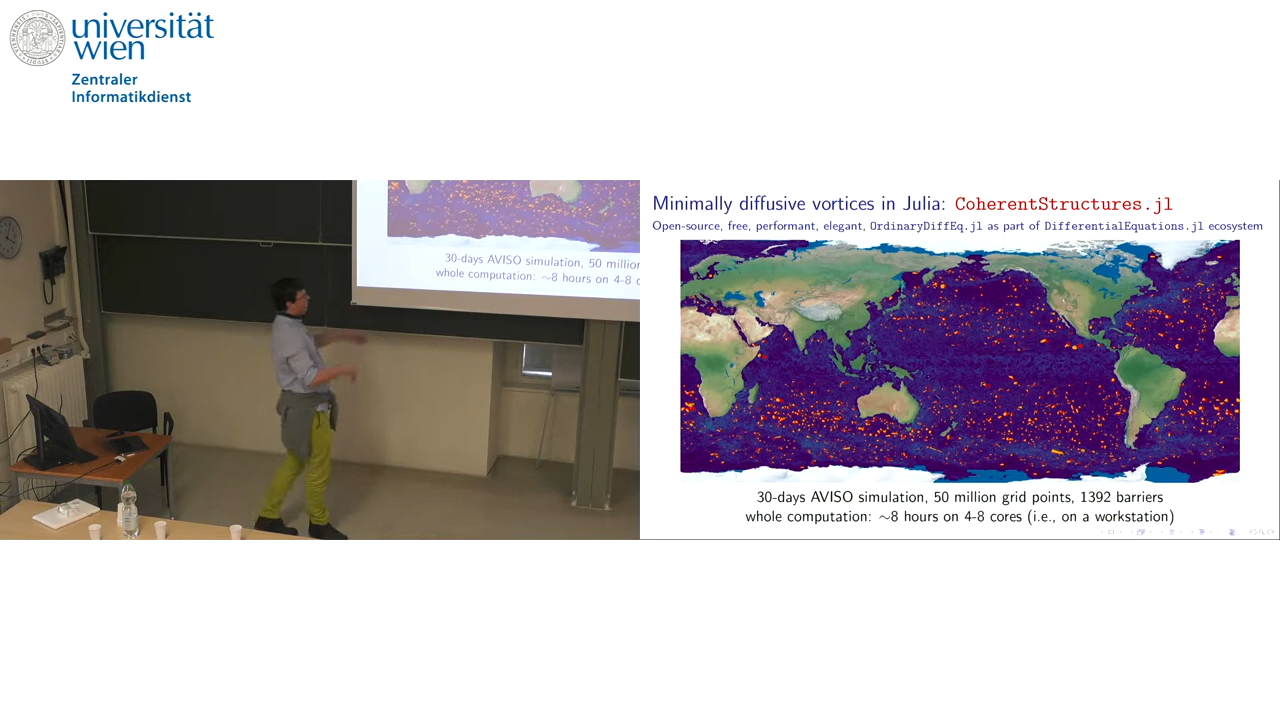 universität
wien
Zentraler
Informatikdienst
30-days AVISO simulation, 50 million
whole computation: ~8 hours on 4-8 c
Minimally diffusive vortices in Julia: CoherentStructures.jl
Open-source, free, performant, elegant, OrdinaryDiffEq.jl as part of DifferentialEquations.jl ecosystem
30-days AVISO simulation, 50 million grid points, 1392 barriers
whole computation: ~8 hours on 4-8 cores (i.e., on a workstation)